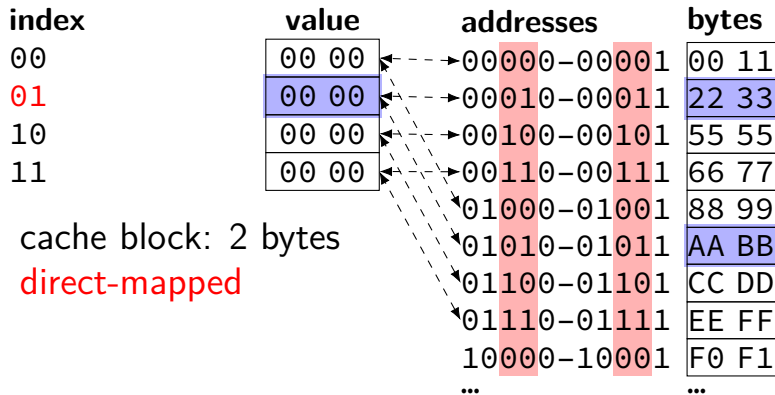 index value addresses bytes
00 00 00 00000-00001 00 11
01 00 00 00010-00011 22 33
10 00 00 00100-00101 55 55
11 00 00 00110-00111 66 77
01000-01001 88 99
cache block: 2 bytes 01010-01011 AA BB
direct-mapped 01100-01101 CC DD
01110-01111 EE FF
10000-10001 F0 F1
… …